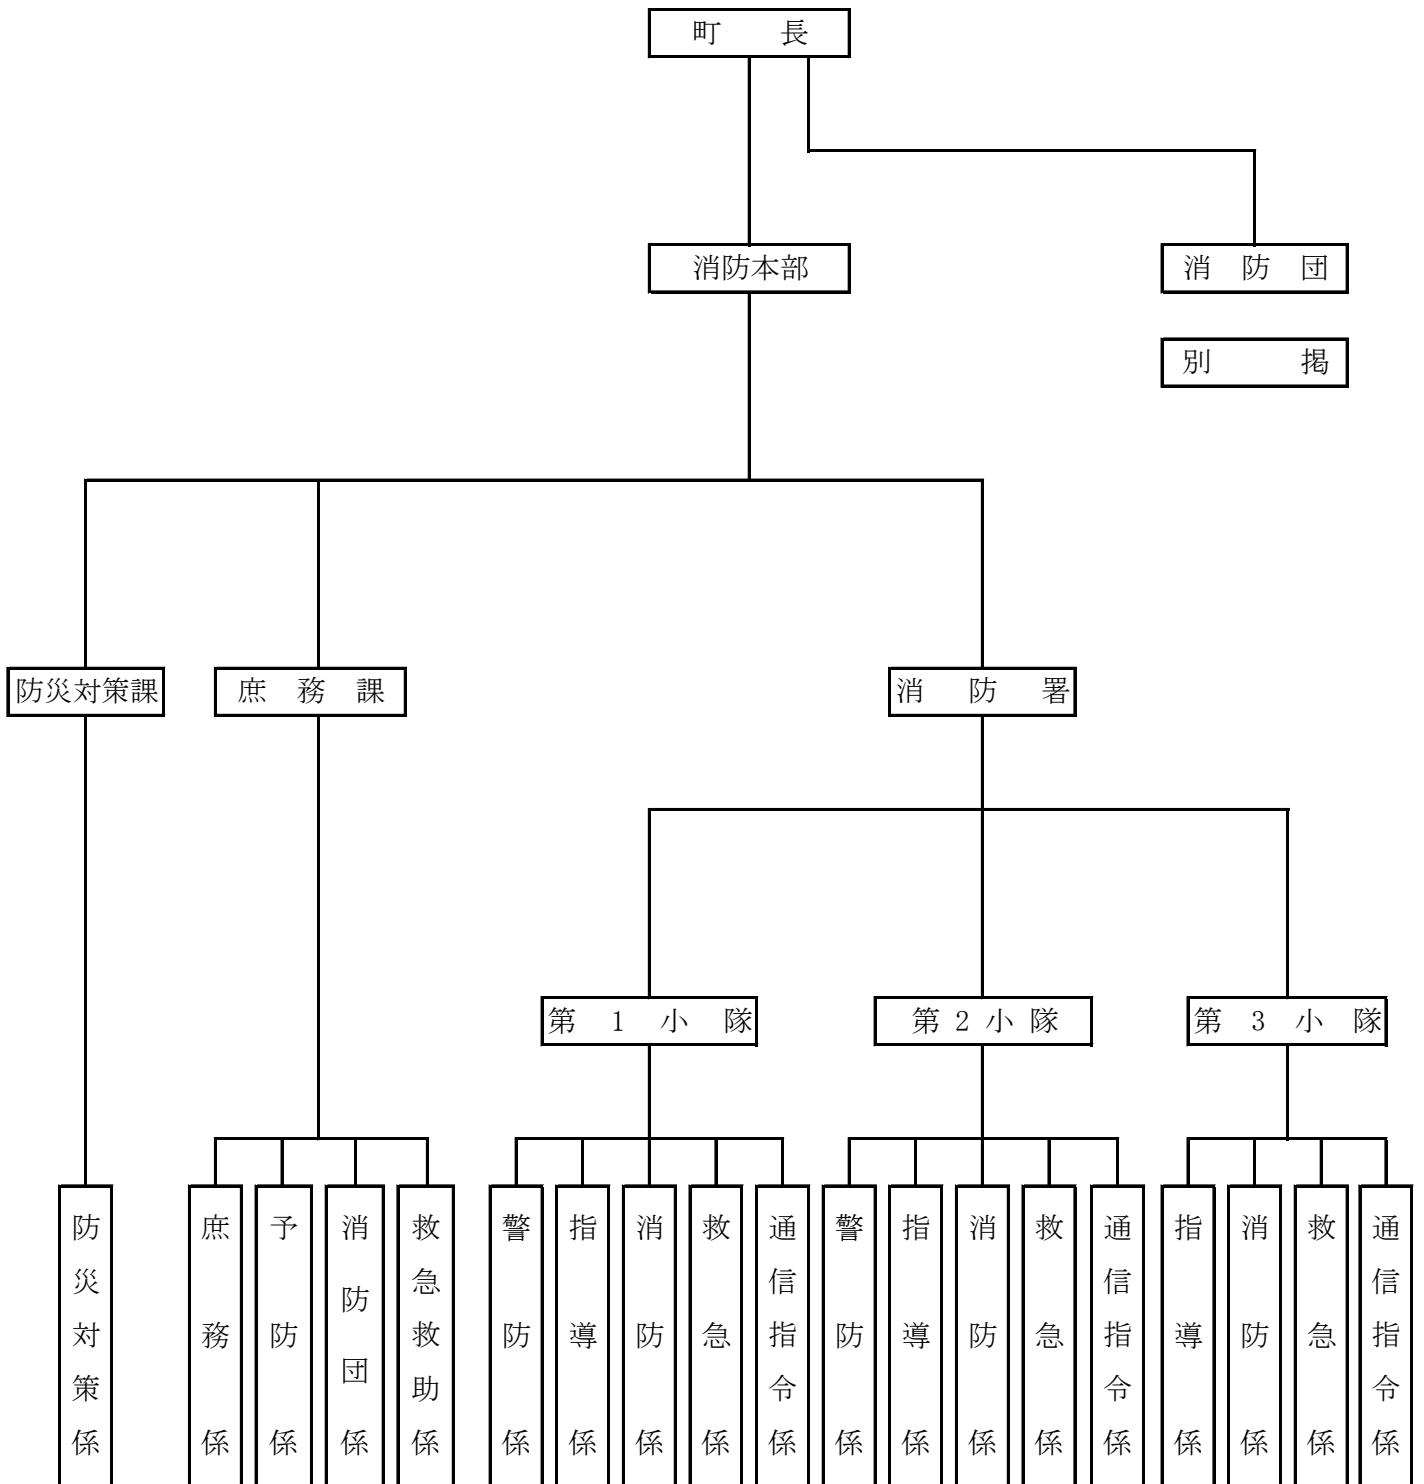 町長
消防本部
消防団
別掲
防災対策課
庶務課
消防署
第1小隊
第2小隊
第3小隊
防災対策係
庶務係
予防係
消防団係
救急救助係
警防係
指導係
消防係
救急係
通信指令係
警防係
指導係
消防係
救急係
通信指令係
指導係
消防係
救急係
通信指令係